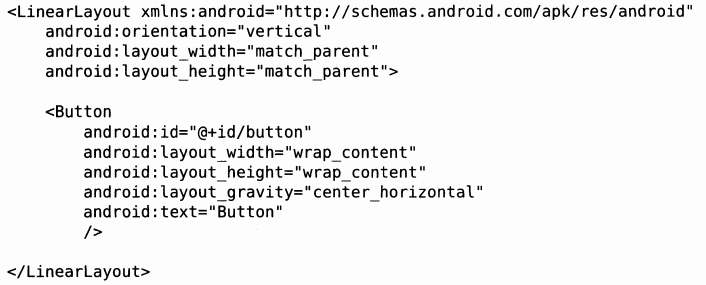 <LinearLayout xmlns:android="http://schemas.android.com/apk/res/android"
    android:orientation="vertical"
    android:layout_width="match_parent"
    android:layout_height="match_parent">

    <Button
        android:id="@+id/button"
        android:layout_width="wrap_content"
        android:layout_height="wrap_content"
        android:layout_gravity="center_horizontal"
        android:text="Button"
        />

</LinearLayout>